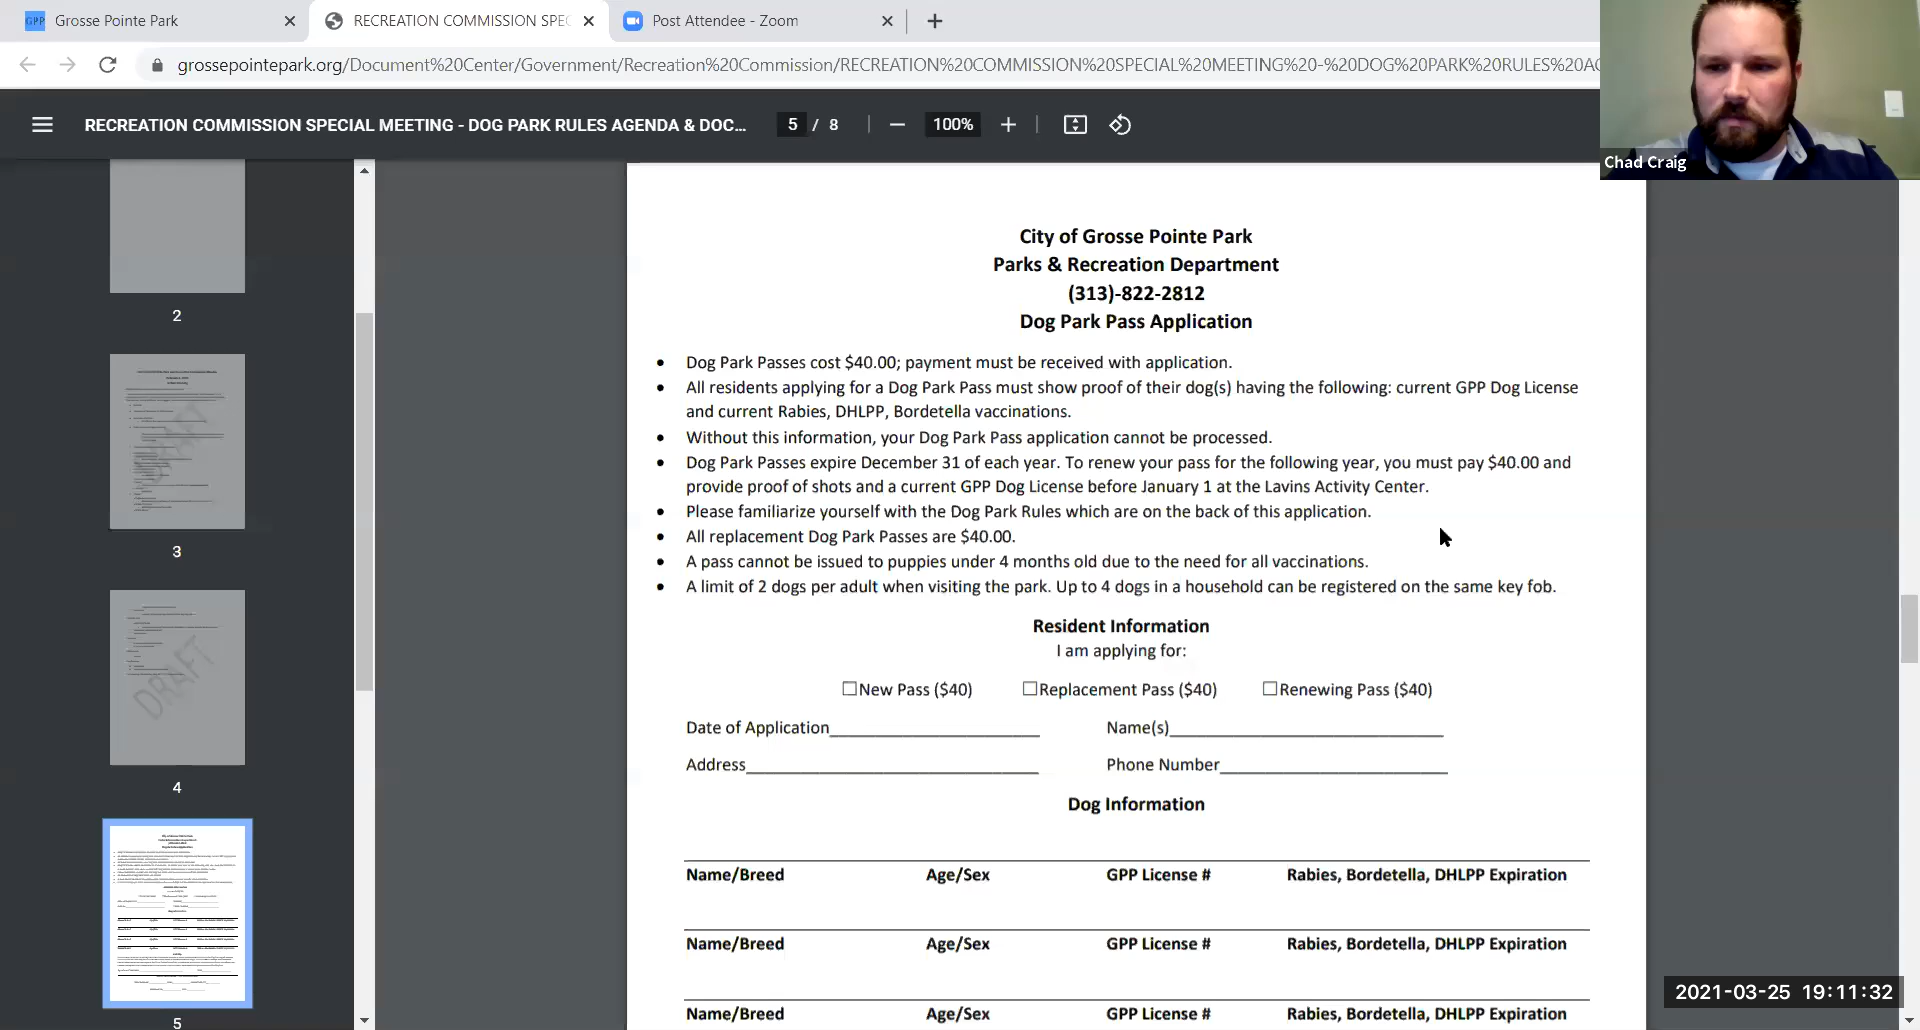 Grosse Pointe Park
RECREATION COMMISSION SPEC
Post Attendee - Zoom
grossepointepark.org/Document%20Center/Government/Recreation%20Commission/RECREATION%20COMMISSION%20SPECIAL%20MEETING%20-%20DOG%20PARK%20RULES%20AG
RECREATION COMMISSION SPECIAL MEETING - DOG PARK RULES AGENDA & DOC...
5 / 8
100%
Chad Craig
2
3
DRAFT
4
5
City of Grosse Pointe Park
Parks & Recreation Department
(313)-822-2812
Dog Park Pass Application
• Dog Park Passes cost $40.00; payment must be received with application.
• All residents applying for a Dog Park Pass must show proof of their dog(s) having the following: current GPP Dog License
and current Rabies, DHLPP, Bordetella vaccinations.
• Without this information, your Dog Park Pass application cannot be processed.
• Dog Park Passes expire December 31 of each year. To renew your pass for the following year, you must pay $40.00 and
provide proof of shots and a current GPP Dog License before January 1 at the Lavins Activity Center.
• Please familiarize yourself with the Dog Park Rules which are on the back of this application.
• All replacement Dog Park Passes are $40.00.
• A pass cannot be issued to puppies under 4 months old due to the need for all vaccinations.
• A limit of 2 dogs per adult when visiting the park. Up to 4 dogs in a household can be registered on the same key fob.
Resident Information
I am applying for:
☐New Pass ($40) ☐Replacement Pass ($40) ☐Renewing Pass ($40)
Date of Application____________________ Name(s)__________________________
Address____________________________ Phone Number______________________
Dog Information
Name/Breed Age/Sex GPP License # Rabies, Bordetella, DHLPP Expiration
Name/Breed Age/Sex GPP License # Rabies, Bordetella, DHLPP Expiration
Name/Breed Age/Sex GPP License # Rabies, Bordetella, DHLPP Expiration
2021-03-25 19:11:32